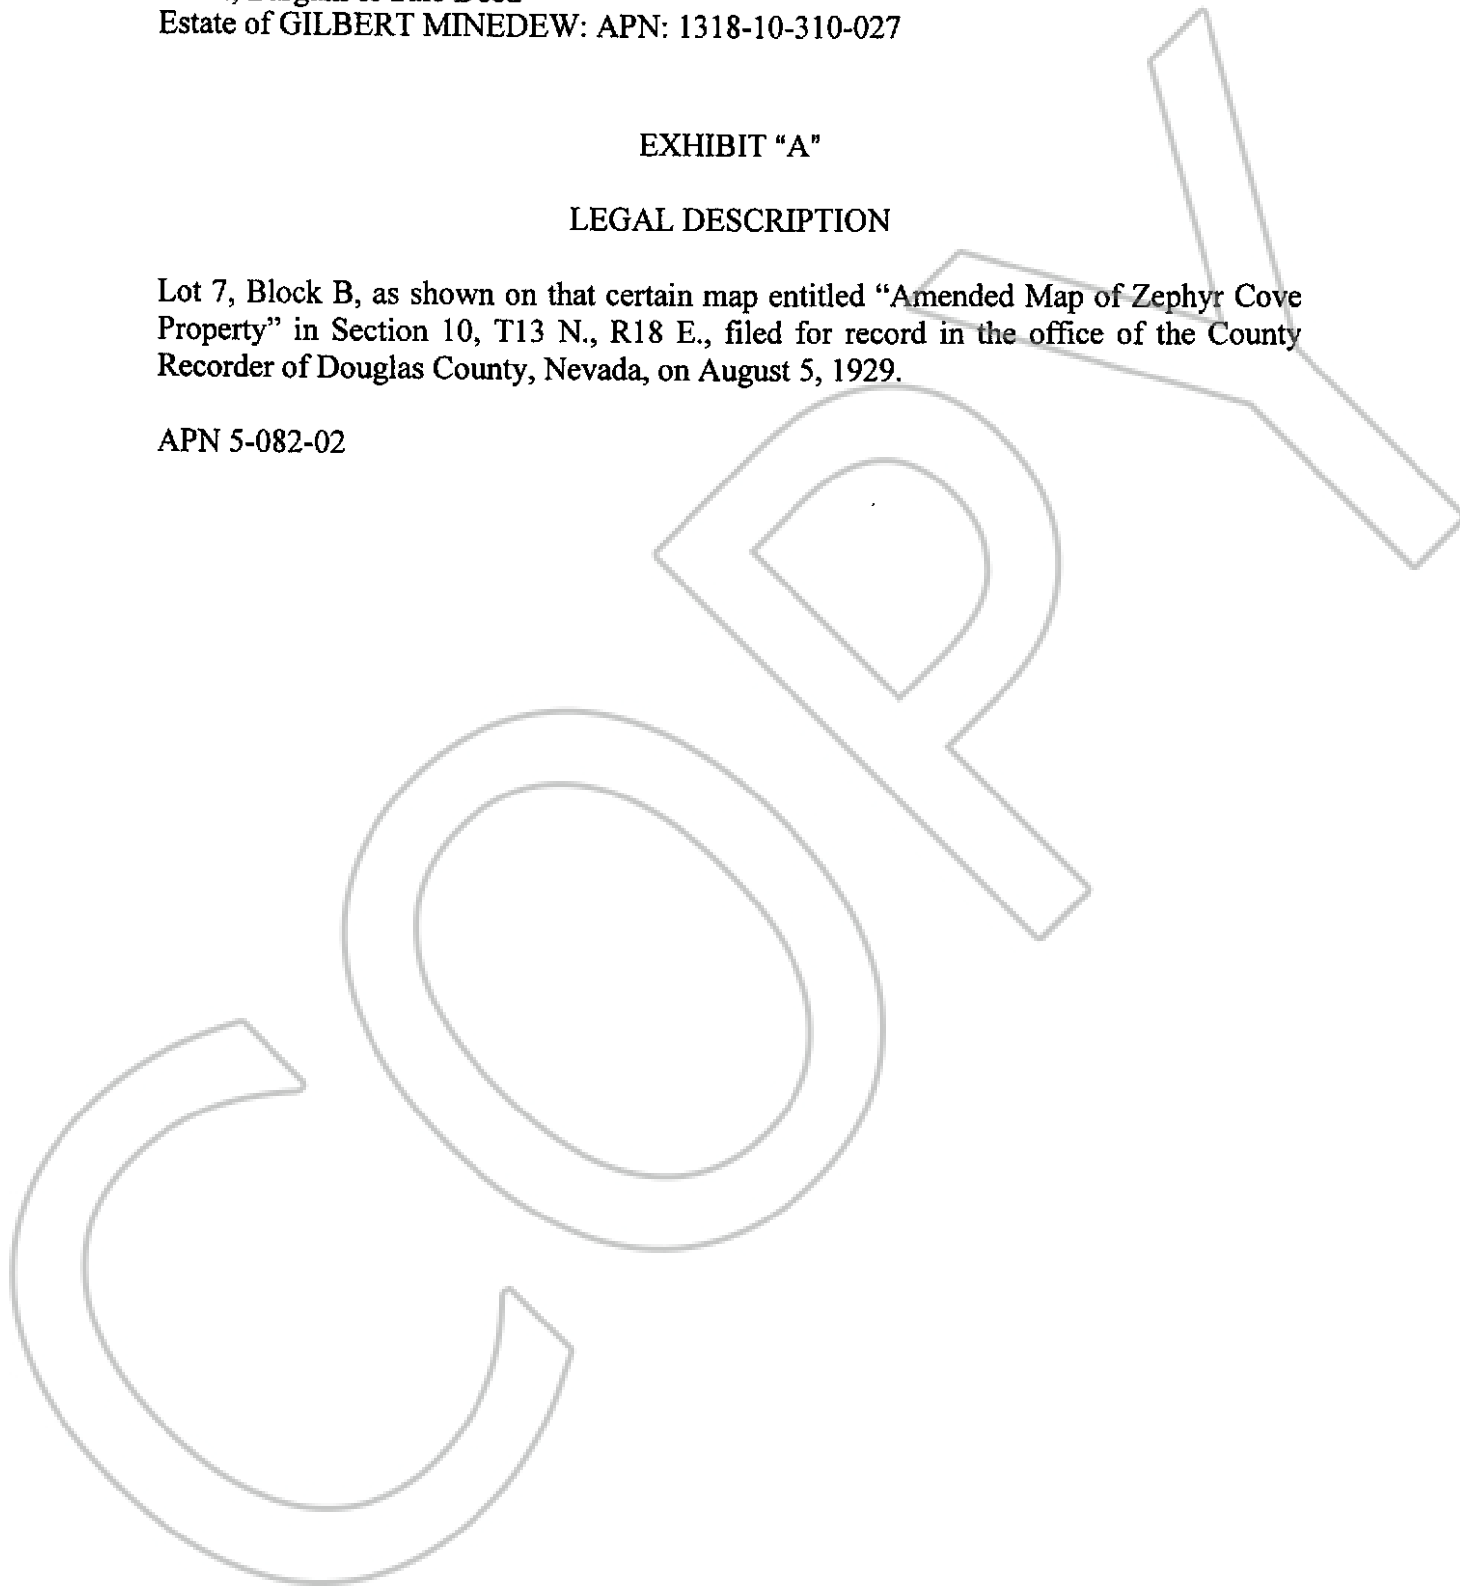 Estate of GILBERT MINEDEW: APN: 1318-10-310-027
EXHIBIT “A”
LEGAL DESCRIPTION
Lot 7, Block B, as shown on that certain map entitled “Amended Map of Zephyr Cove
Property” in Section 10, T13 N., R18 E., filed for record in the office of the County
Recorder of Douglas County, Nevada, on August 5, 1929.
APN 5-082-02
COPY